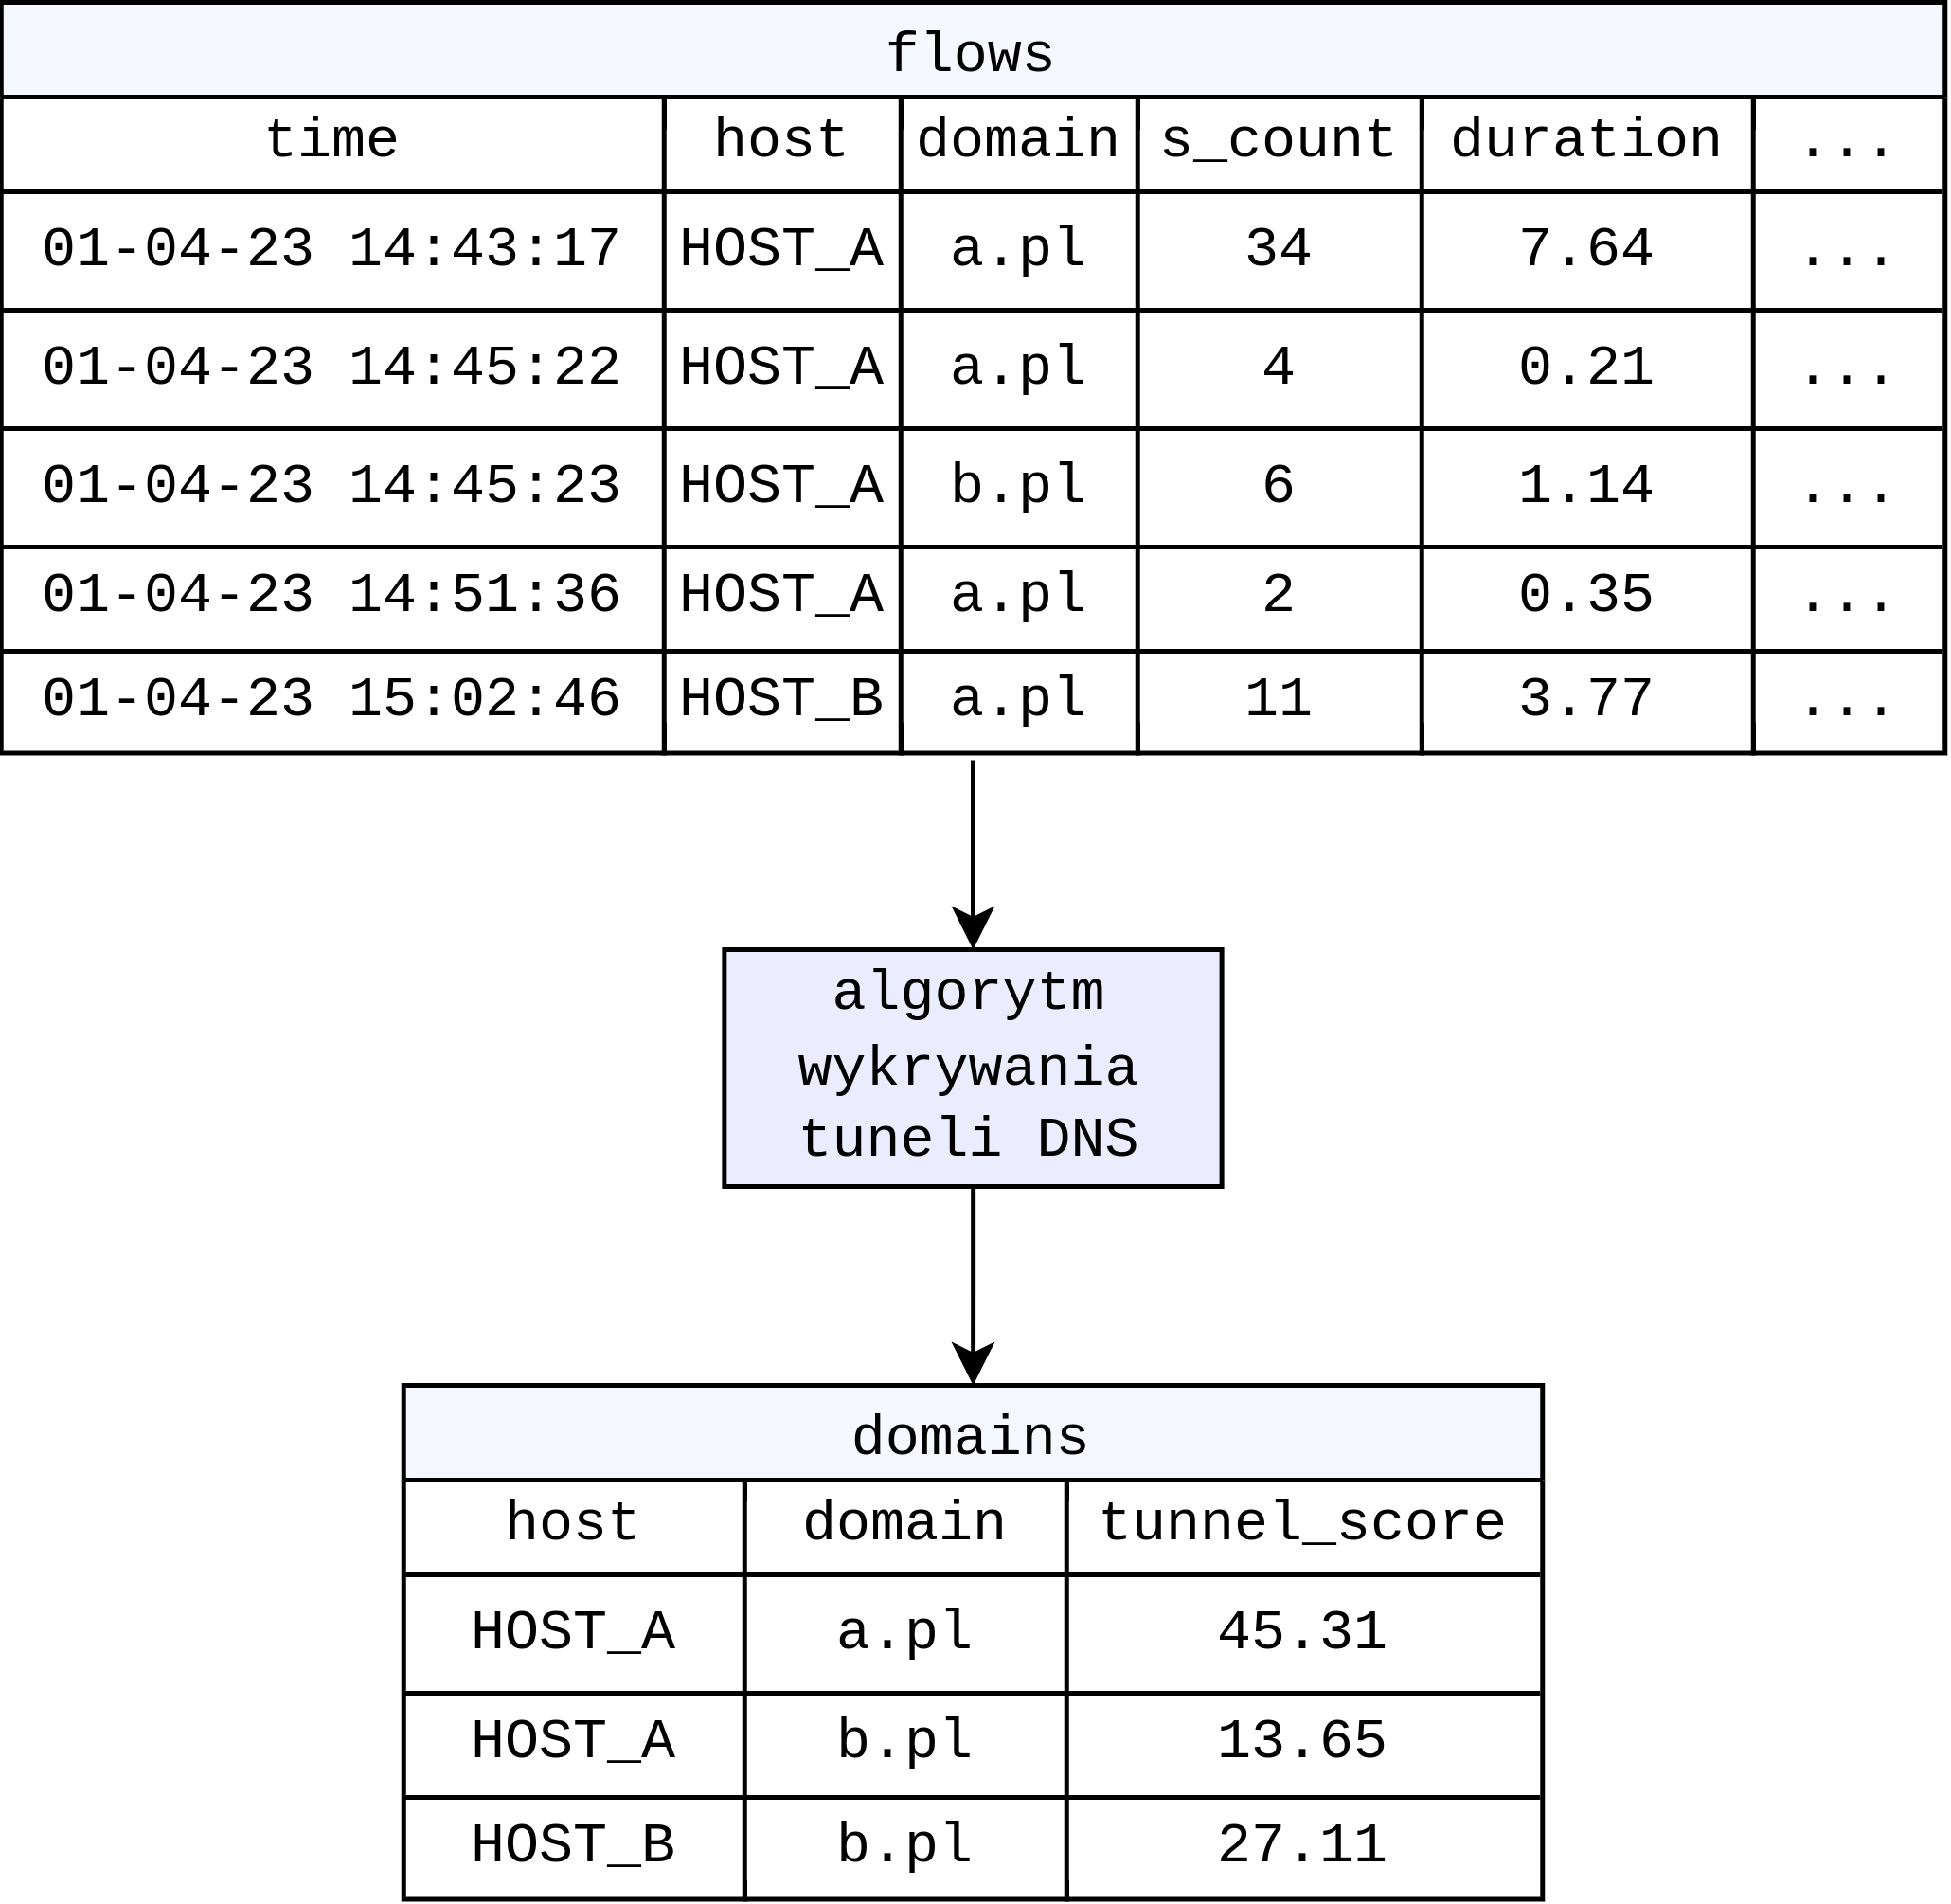 flows
time host domain s_count duration ...
01-04-23 14:43:17 HOST_A a.pl 34 7.64 ...
01-04-23 14:45:22 HOST_A a.pl 4 0.21 ...
01-04-23 14:45:23 HOST_A b.pl 6 1.14 ...
01-04-23 14:51:36 HOST_A a.pl 2 0.35 ...
01-04-23 15:02:46 HOST_B a.pl 11 3.77 ...
algorytm
wykrywania
tuneli DNS
domains
host domain tunnel_score
HOST_A a.pl 45.31
HOST_A b.pl 13.65
HOST_B b.pl 27.11